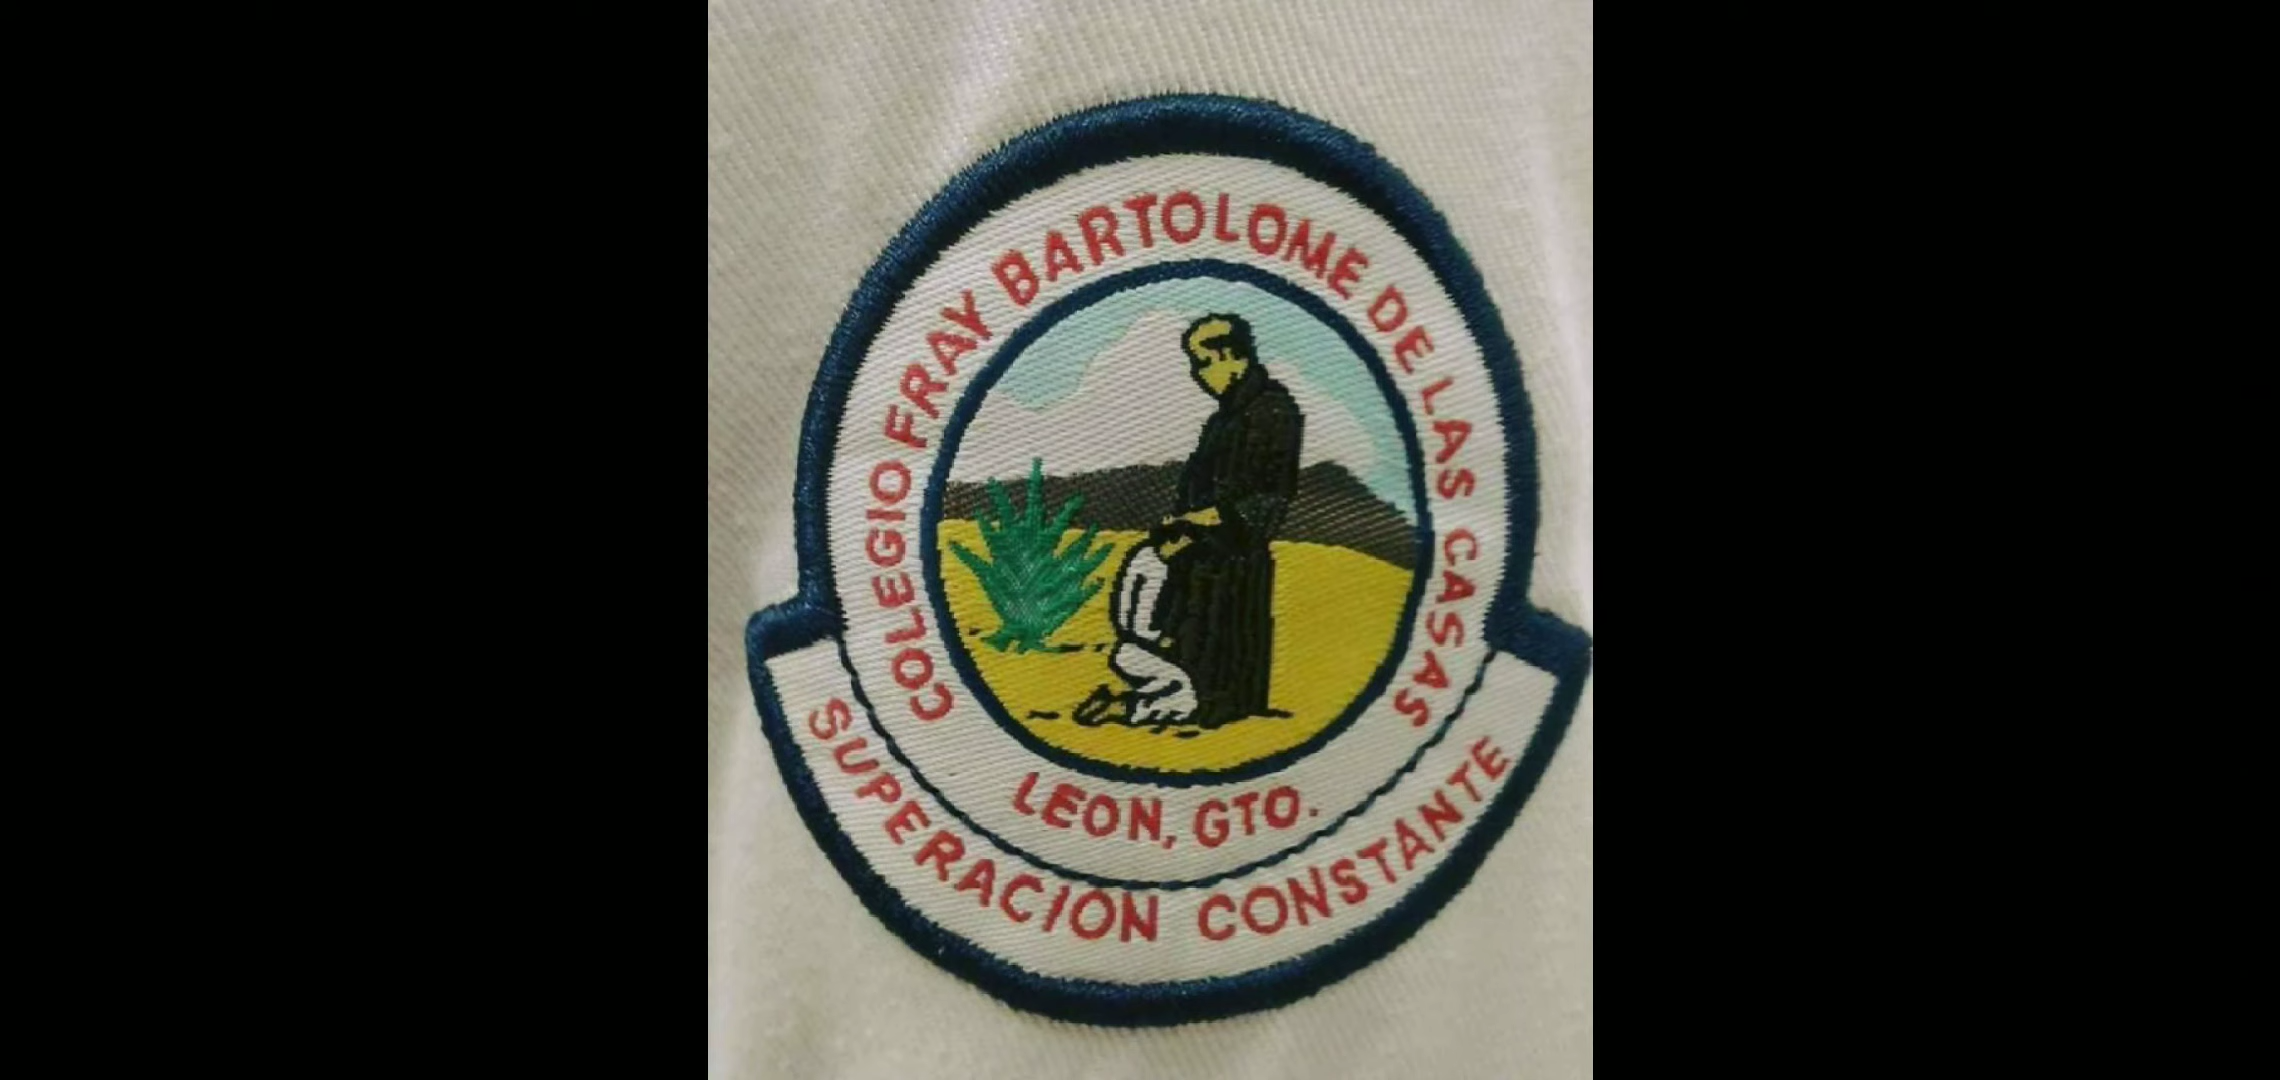 COLEGIO FRAY BARTOLOME DE LAS CASAS
LEON, GTO.
SUPERACION CONSTANTE